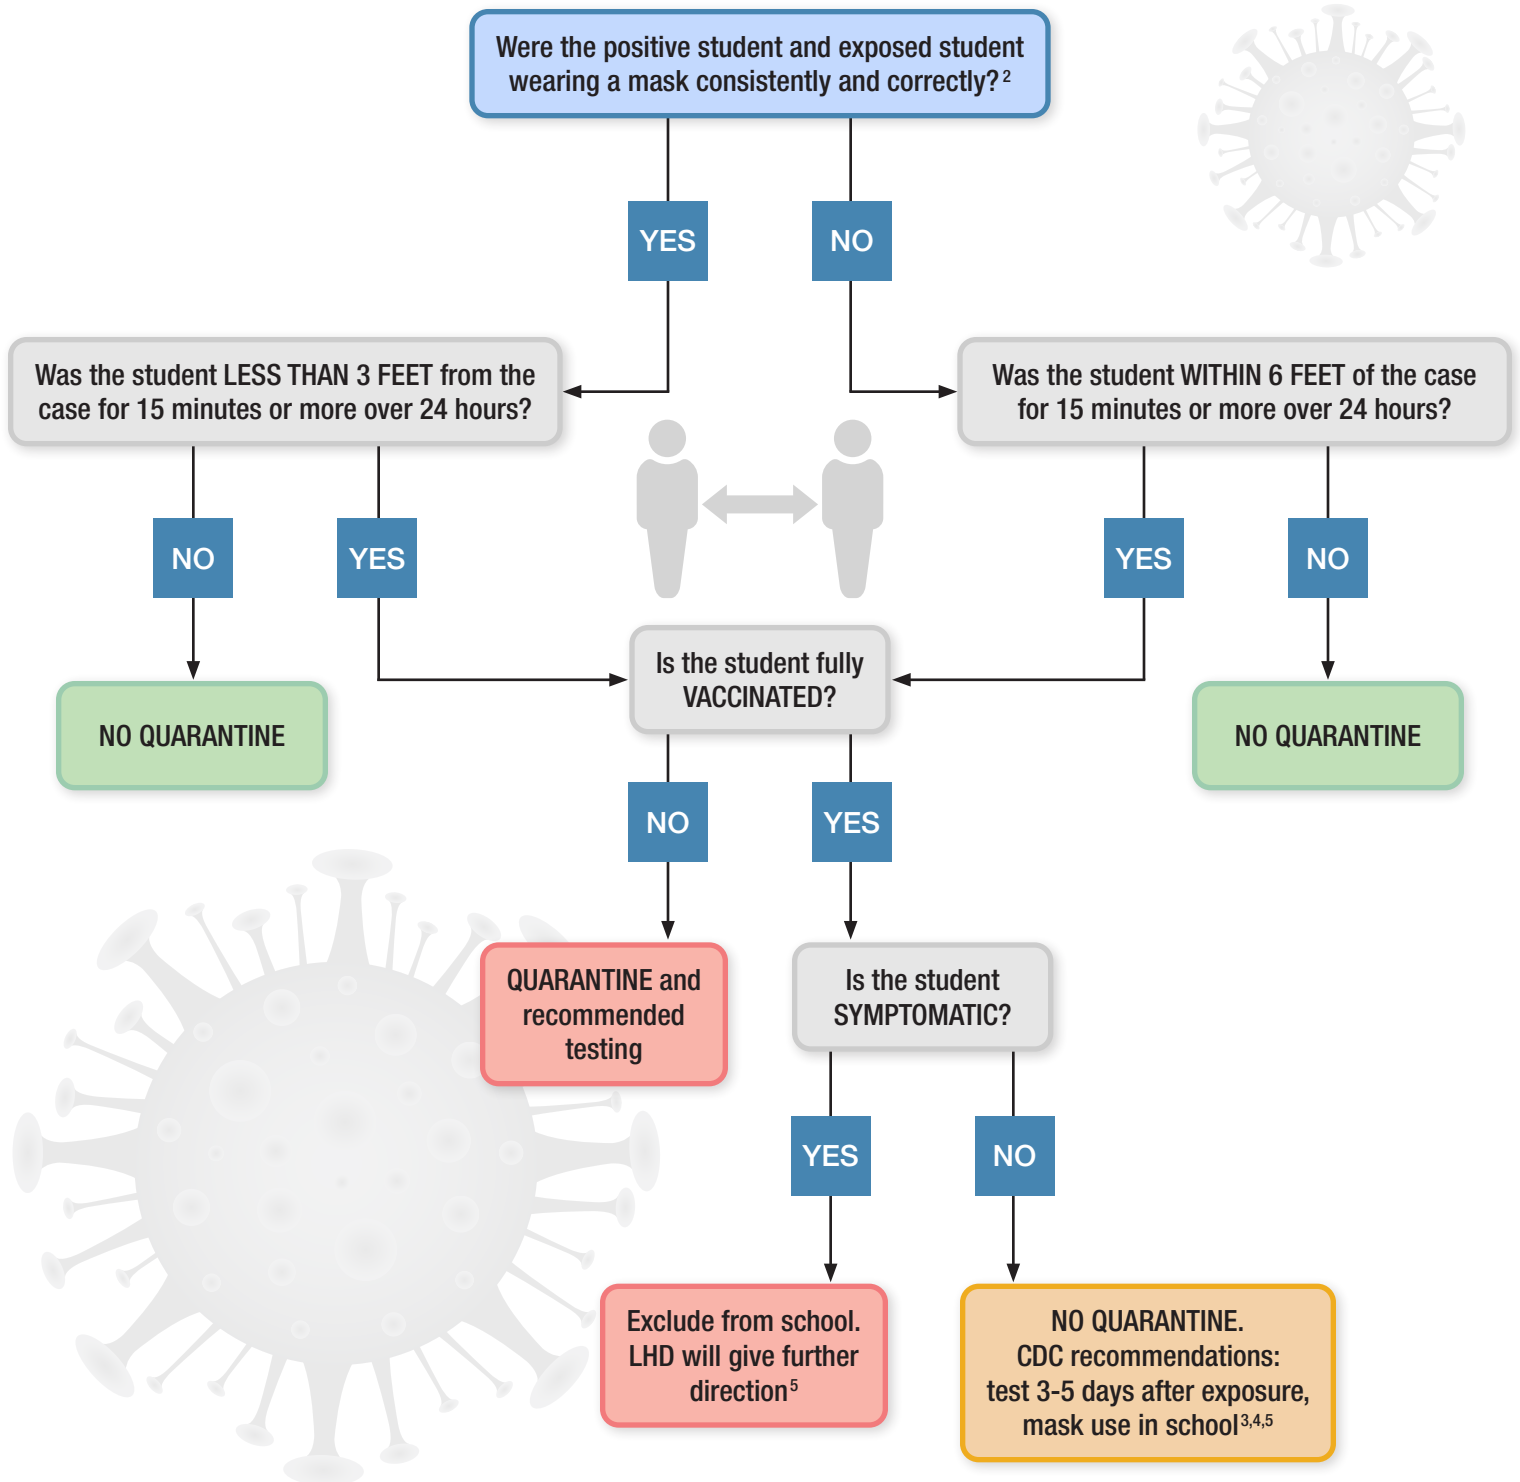 Were the positive student and exposed student
wearing a mask consistently and correctly?²
YES
NO
Was the student LESS THAN 3 FEET from the
case for 15 minutes or more over 24 hours?
Was the student WITHIN 6 FEET of the case
for 15 minutes or more over 24 hours?
NO
YES
YES
NO
Is the student fully
VACCINATED?
NO QUARANTINE
NO QUARANTINE
NO
YES
QUARANTINE and
recommended
testing
Is the student
SYMPTOMATIC?
YES
NO
Exclude from school.
LHD will give further
direction⁵
NO QUARANTINE.
CDC recommendations:
test 3-5 days after exposure,
mask use in school³,⁴,⁵